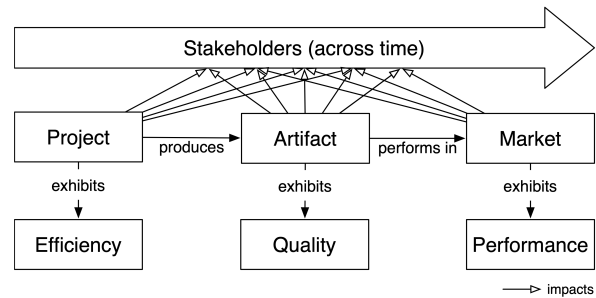 Stakeholders (across time)
Project
produces
Artifact
performs in
Market
exhibits
exhibits
exhibits
Efficiency
Quality
Performance
impacts